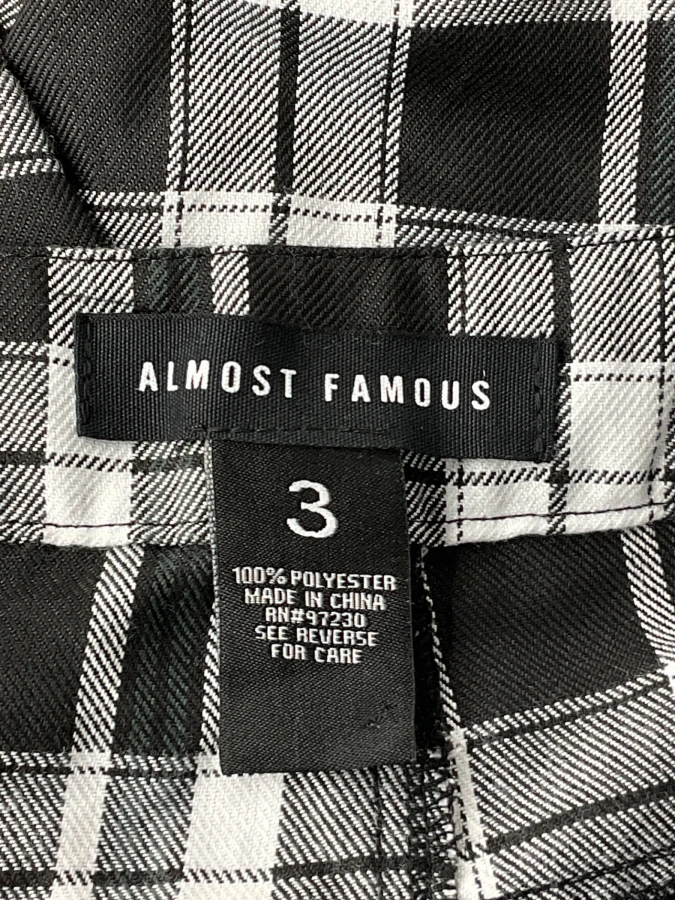 ALMOST FAMOUS
3
100% POLYESTER
MADE IN CHINA
RN#97230
SEE REVERSE
FOR CARE